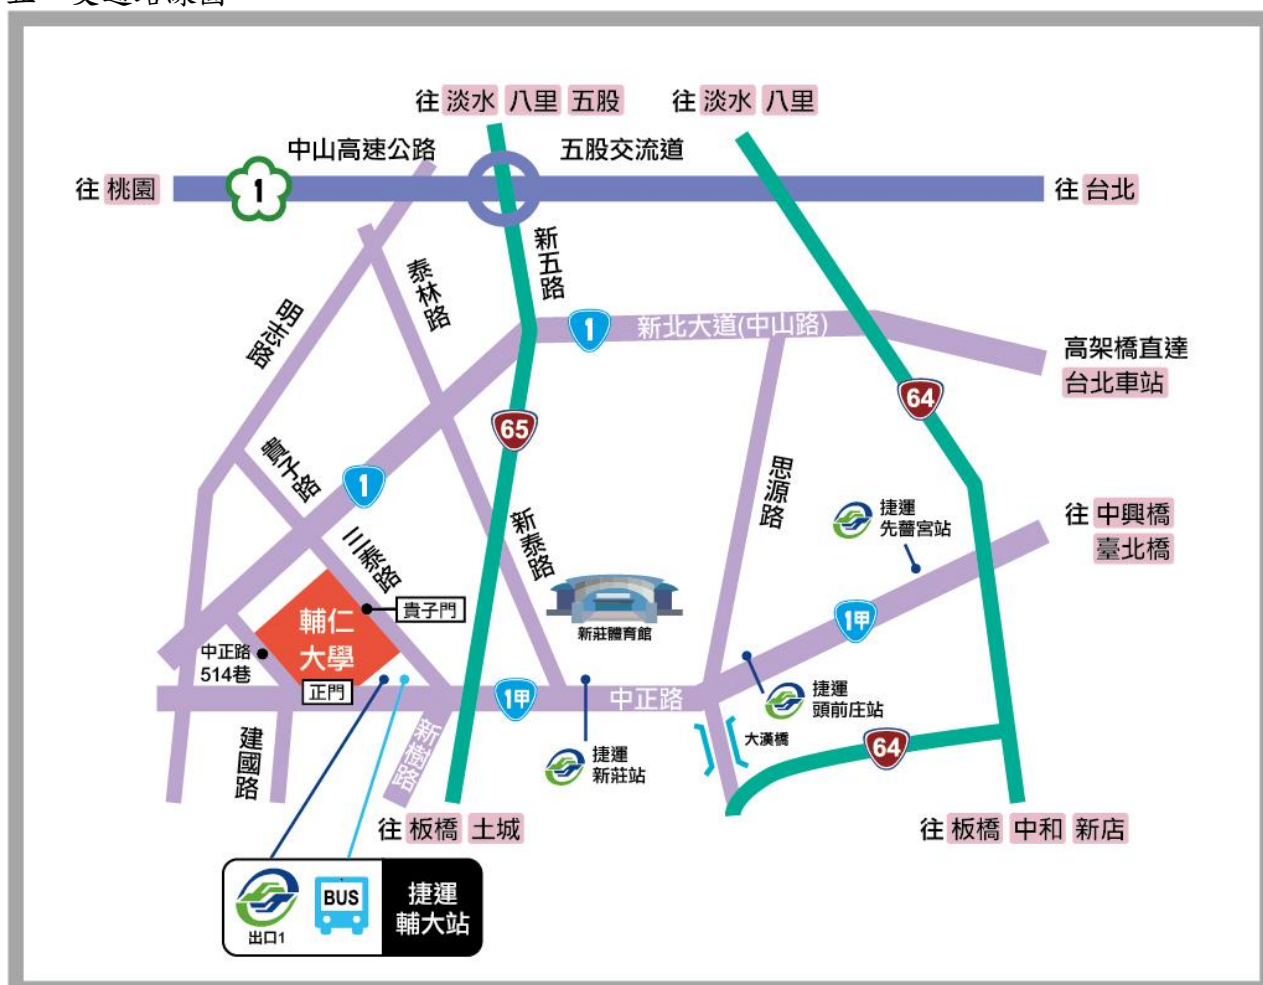 往 淡水 八里 五股
往 淡水 八里
中山高速公路
五股交流道
往 桃園
1
往 台北
新五路
泰林路
明志路
1
新北大道(中山路)
高架橋直達
台北車站
64
65
貴子路
1
思源路
新泰路
三泰路
捷運
先嗇宮站
往 中興橋
臺北橋
輔仁
大學
貴子門
新莊體育館
1甲
中正路
514巷
正門
1甲
中正路
捷運
頭前庄站
大漢橋
建國路
新樹路
捷運
新莊站
64
往 板橋 土城
往 板橋 中和 新店
BUS
出口1
捷運
輔大站